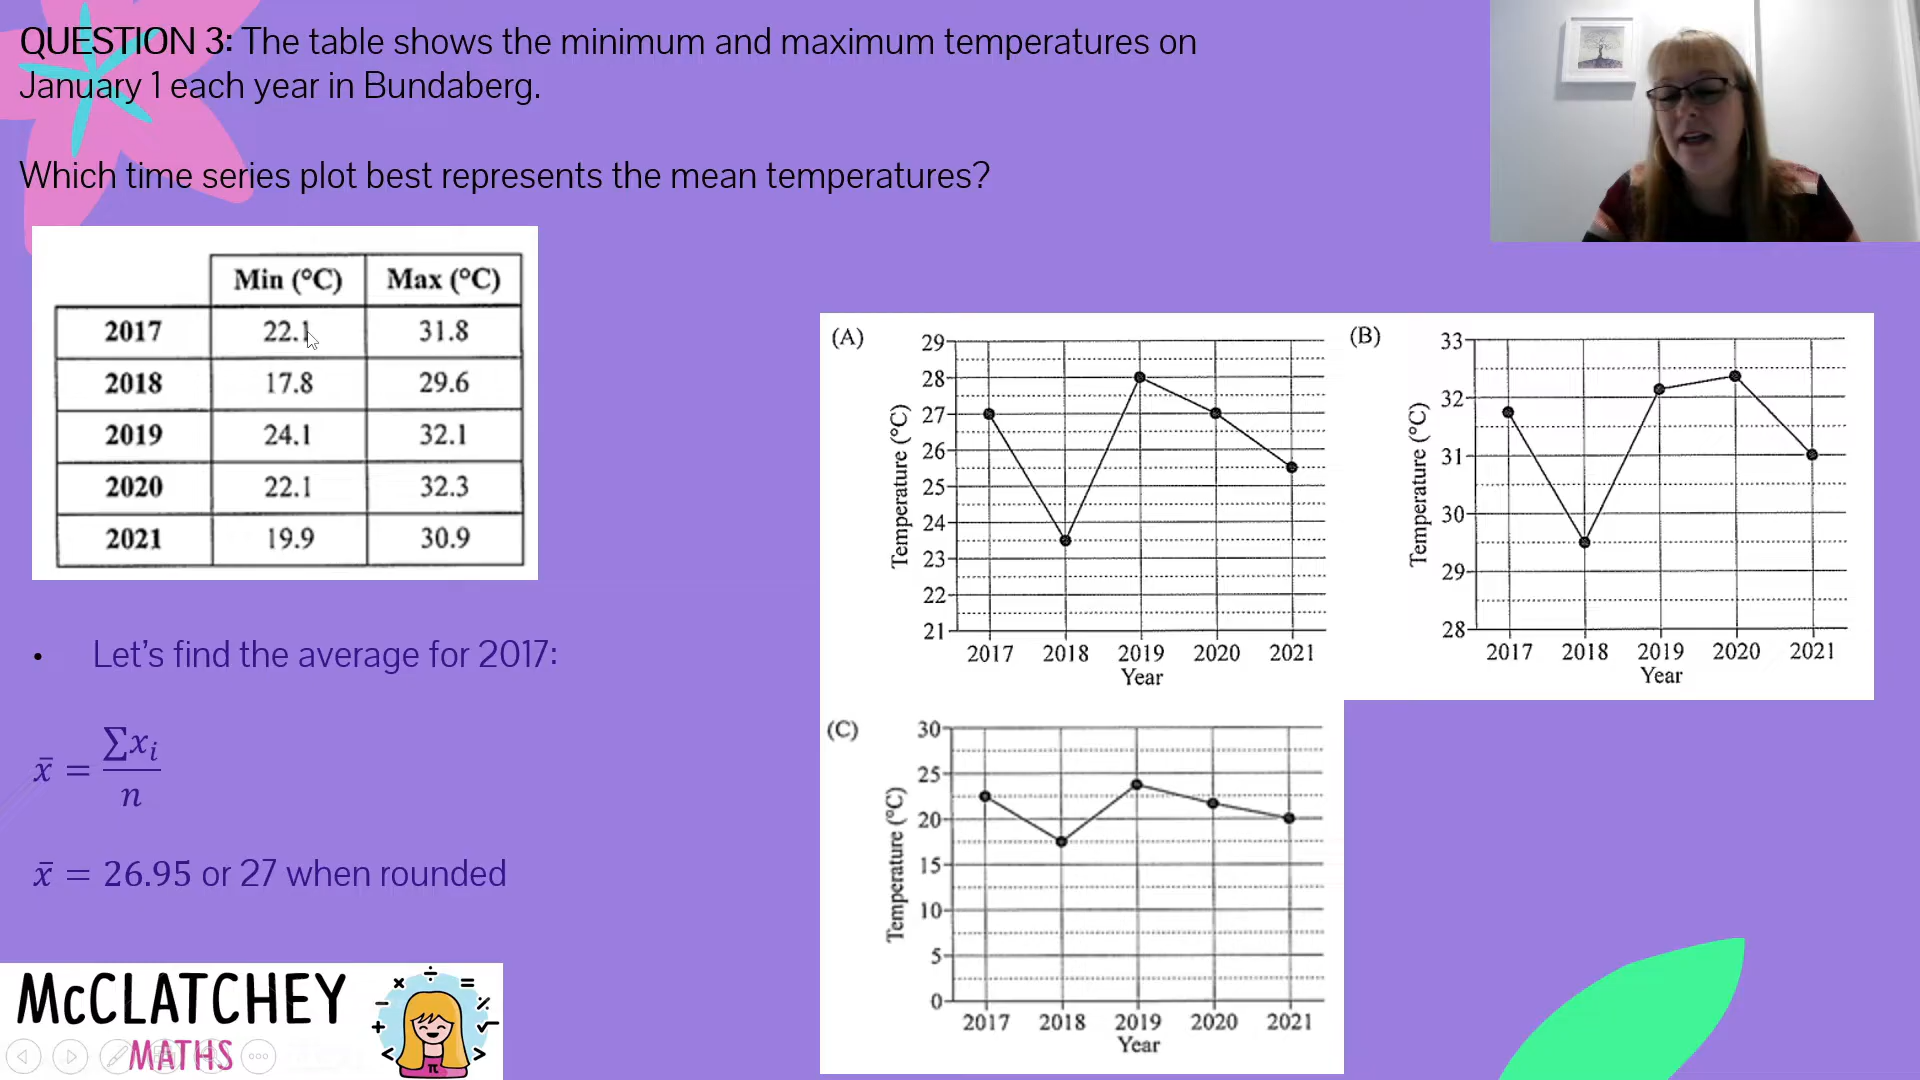 QUESTION 3: The table shows the minimum and maximum temperatures on
January 1 each year in Bundaberg.
Which time series plot best represents the mean temperatures?
Min (°C) Max (°C)
2017 22.1 31.8
2018 17.8 29.6
2019 24.1 32.1
2020 22.1 32.3
2021 19.9 30.9
• Let's find the average for 2017:
x̄ = ∑xᵢ / n
x̄ = 26.95 or 27 when rounded
(A)
29
28
27
26
25
24
23
22
21
Temperature (°C)
2017 2018 2019 2020 2021
Year
(B)
33
32
31
30
29
28
Temperature (°C)
2017 2018 2019 2020 2021
Year
(C)
30
25
20
15
10
5
0
Temperature (°C)
2017 2018 2019 2020 2021
Year
McCLATCHEY
MATHS
− × ÷ = ⁒
+ √
< π >